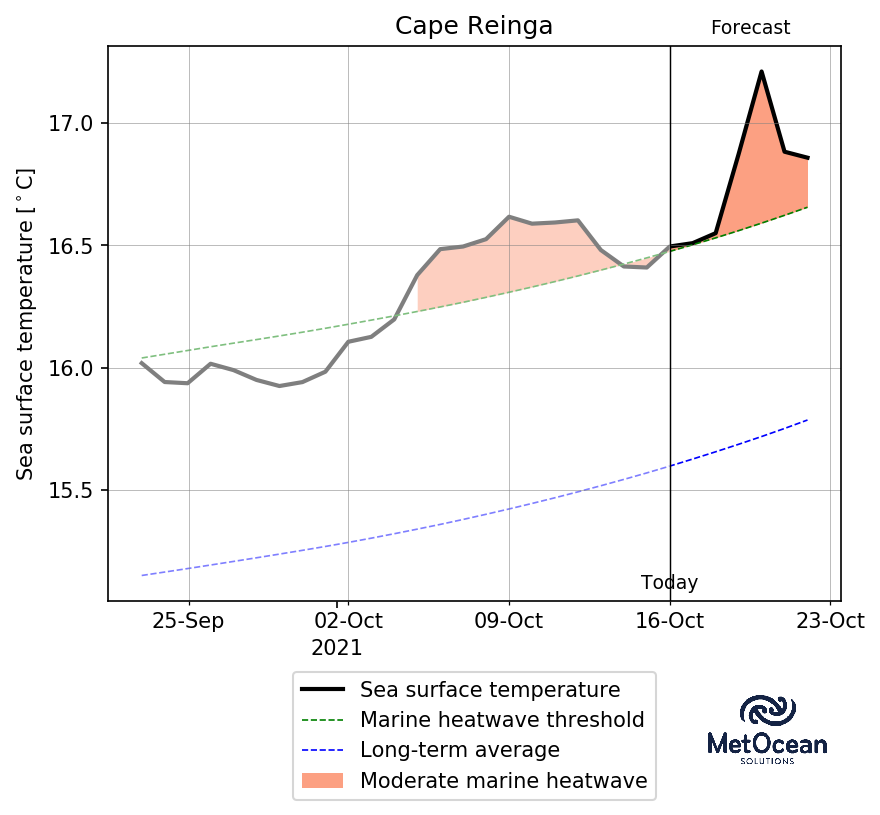 Cape Reinga
Forecast
Sea surface temperature [°C]
17.0
16.5
16.0
15.5
Today
25-Sep
02-Oct
09-Oct
16-Oct
23-Oct
2021
Sea surface temperature
Marine heatwave threshold
Long-term average
Moderate marine heatwave
MetOcean
SOLUTIONS